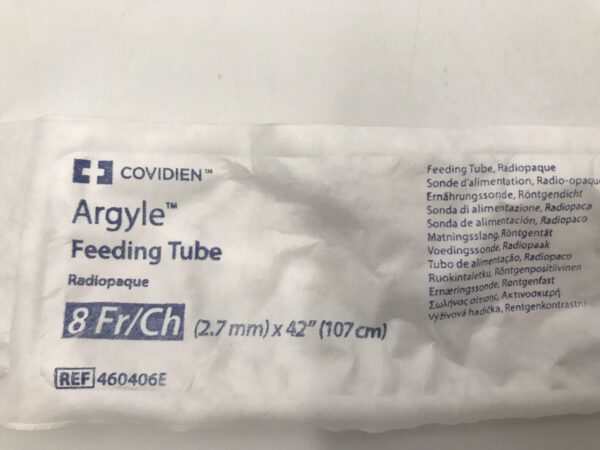 COVIDIEN™
Argyle™
Feeding Tube
Radiopaque
8 Fr/Ch (2.7 mm) x 42" (107 cm)
REF 460406E
Feeding Tube, Radiopaque
Sonde d'alimentation, Radio-opaqu
Ernährungssonde, Röntgendicht
Sonda di alimentazione, Radiopaca
Sonda de alimentación, Radiopaco
Matningsslang, Röntgentät
Voedingssonde, Radiopaak
Tubo de alimentação, Radiopaco
Ruokintaletku, Röntgenpositiivinen
Ernæringssonde, Røntgenfast
Σωλήνας σίτισης, Ακτινοσκιερή
Výživová hadička, Rentgenkontrastní